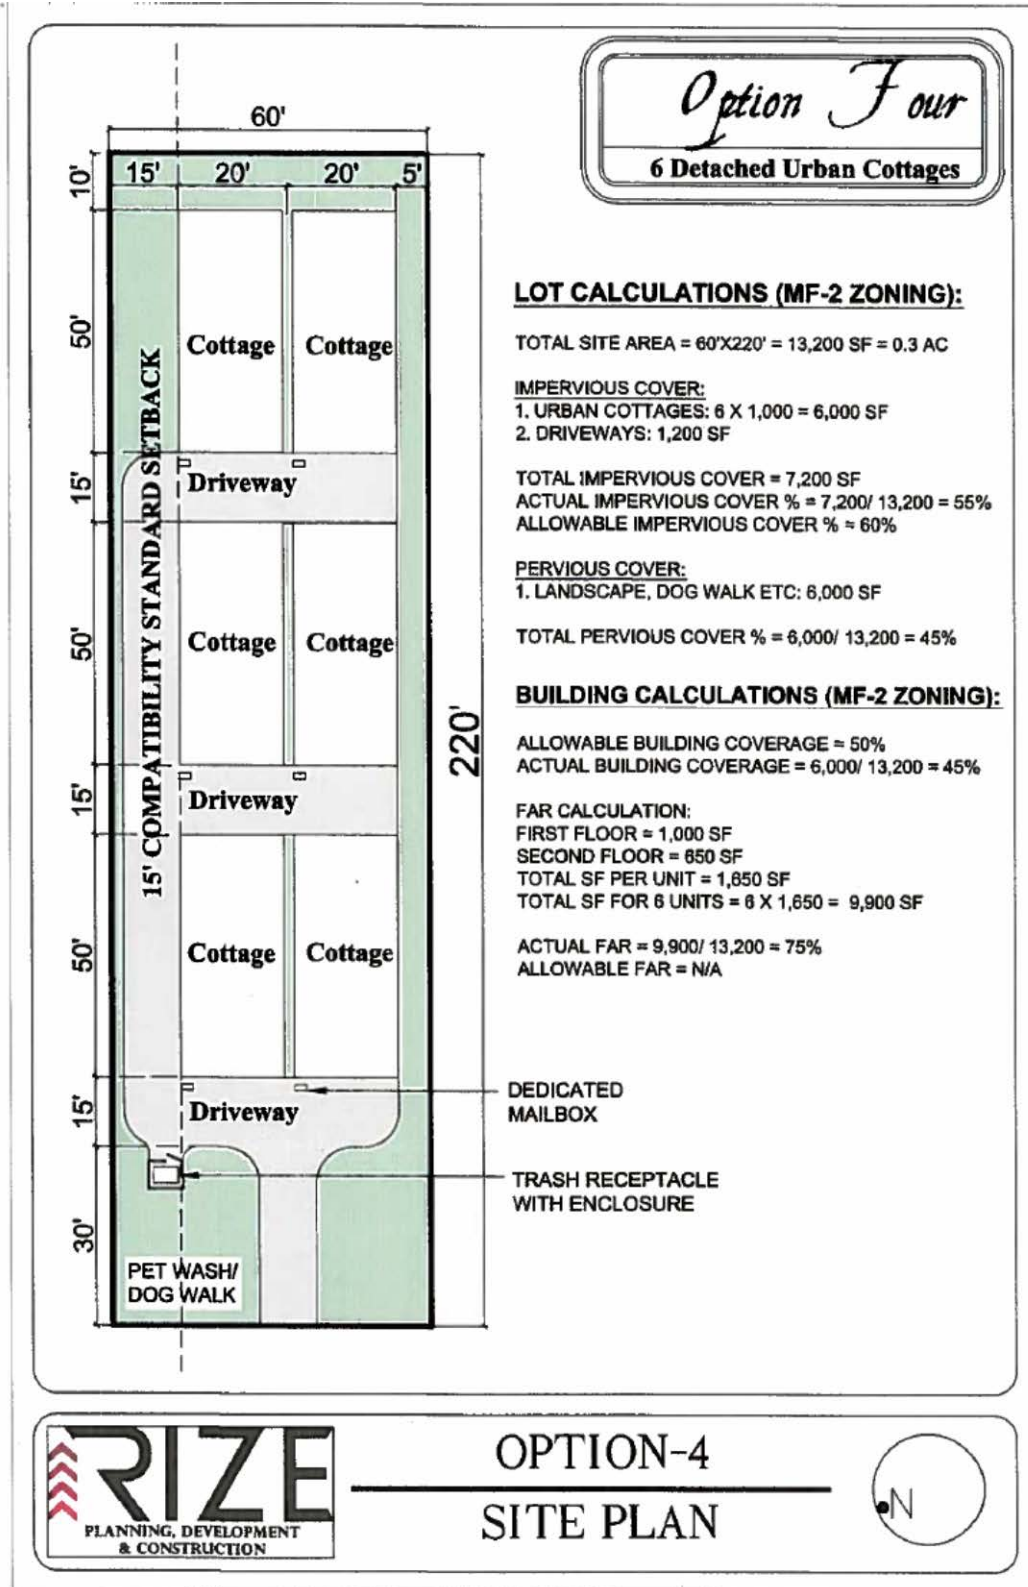 Option Four
6 Detached Urban Cottages
60'
10'
15'
20'
20'
5'
50'
Cottage
Cottage
15'
Driveway
50'
Cottage
Cottage
15'
Driveway
50'
Cottage
Cottage
15'
Driveway
30'
220'
15' COMPATIBILITY STANDARD SETBACK
PET WASH/
DOG WALK
LOT CALCULATIONS (MF-2 ZONING):
TOTAL SITE AREA = 60'X220' = 13,200 SF = 0.3 AC
IMPERVIOUS COVER:
1. URBAN COTTAGES: 6 X 1,000 = 6,000 SF
2. DRIVEWAYS: 1,200 SF
TOTAL IMPERVIOUS COVER = 7,200 SF
ACTUAL IMPERVIOUS COVER % = 7,200/ 13,200 = 55%
ALLOWABLE IMPERVIOUS COVER % = 60%
PERVIOUS COVER:
1. LANDSCAPE, DOG WALK ETC: 6,000 SF
TOTAL PERVIOUS COVER % = 6,000/ 13,200 = 45%
BUILDING CALCULATIONS (MF-2 ZONING):
ALLOWABLE BUILDING COVERAGE = 50%
ACTUAL BUILDING COVERAGE = 6,000/ 13,200 = 45%
FAR CALCULATION:
FIRST FLOOR = 1,000 SF
SECOND FLOOR = 650 SF
TOTAL SF PER UNIT = 1,650 SF
TOTAL SF FOR 6 UNITS = 6 X 1,650 = 9,900 SF
ACTUAL FAR = 9,900/ 13,200 = 75%
ALLOWABLE FAR = N/A
DEDICATED
MAILBOX
TRASH RECEPTACLE
WITH ENCLOSURE
RIZE
PLANNING, DEVELOPMENT
& CONSTRUCTION
OPTION-4
SITE PLAN
N